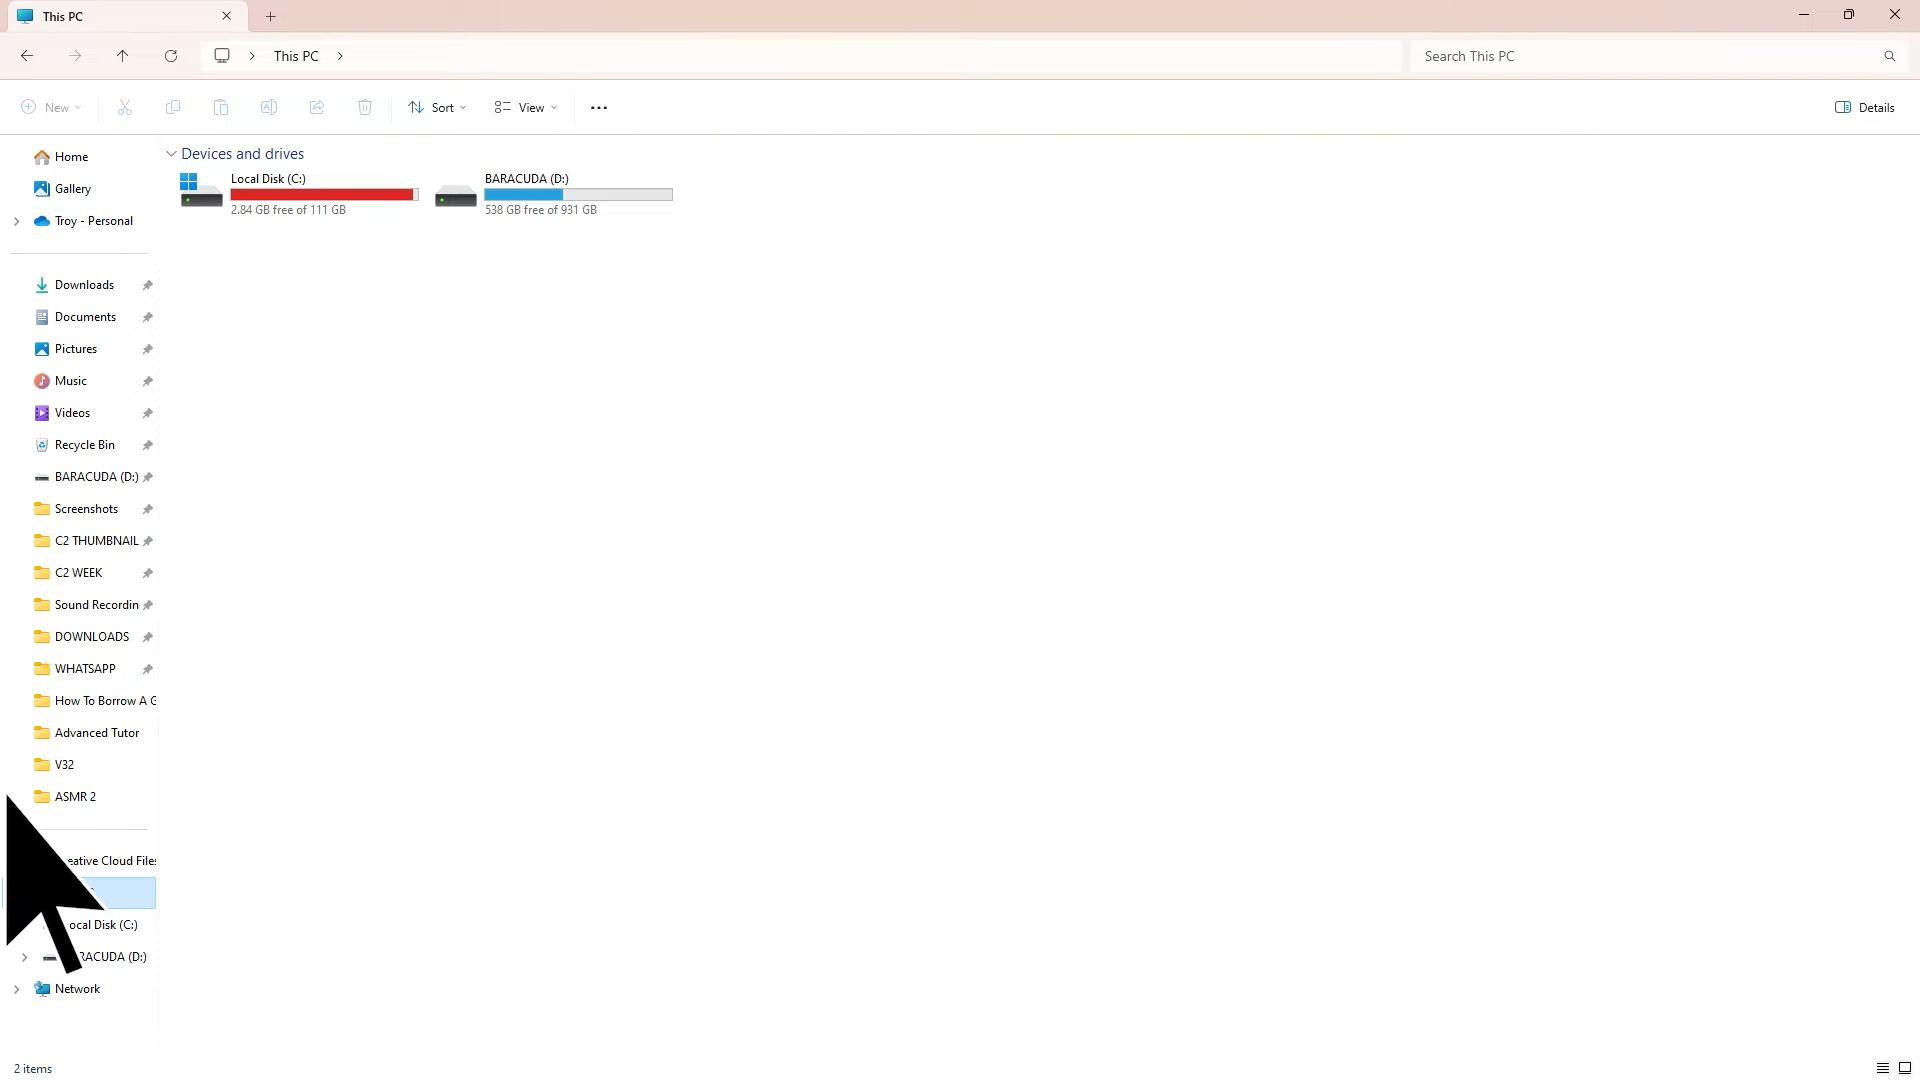 This PC
This PC
Search This PC
New
Sort
View
Details
Home
Gallery
Troy - Personal
Downloads
Documents
Pictures
Music
Videos
Recycle Bin
BARACUDA (D:)
Screenshots
C2 THUMBNAIL
C2 WEEK
Sound Recordin
DOWNLOADS
WHATSAPP
How To Borrow A G
Advanced Tutor
V32
ASMR 2
eative Cloud Files
ocal Disk (C:)
RACUDA (D:)
Network
Devices and drives
Local Disk (C:)
2.84 GB free of 111 GB
BARACUDA (D:)
538 GB free of 931 GB
2 items